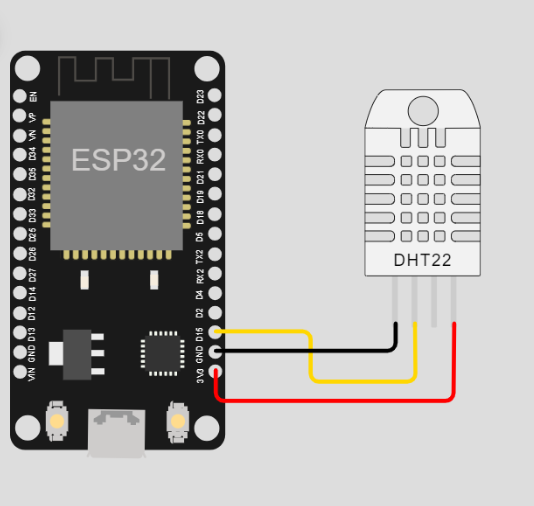 EN
VP
VN
D34
D35
D32
D33
D25
D26
D27
D14
D12
D13
GND
VIN
ESP32
D23
D22
TX0
RX0
D21
D19
D18
D5
TX2
RX2
D4
D2
D15
GND
3V3
DHT22